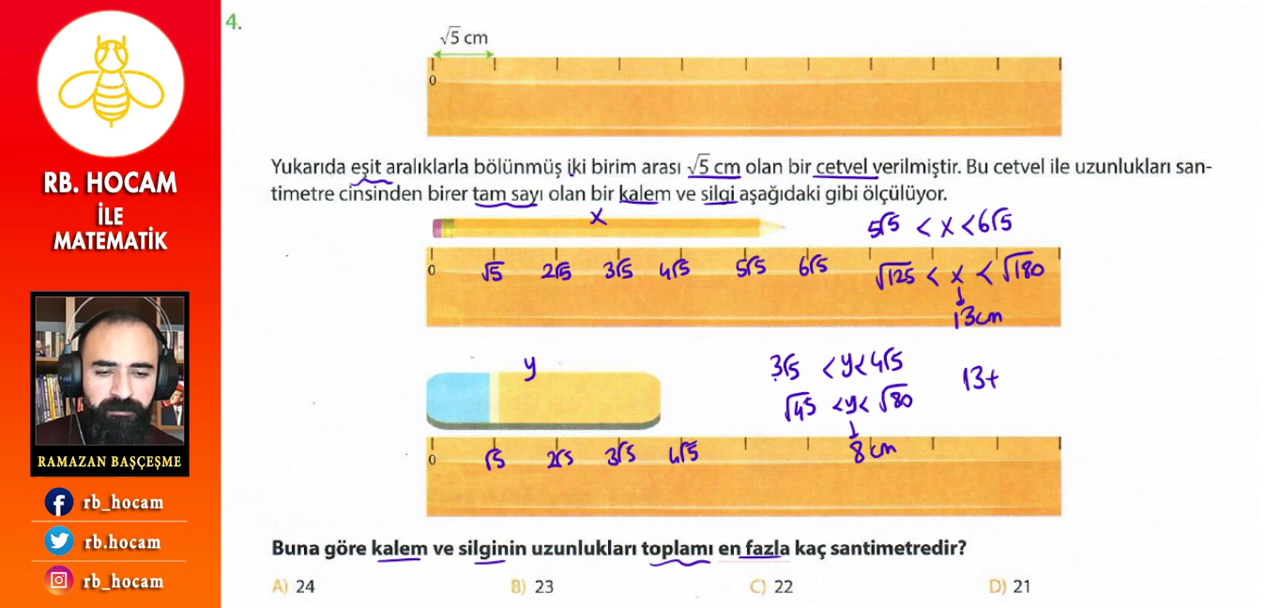 4.
√5 cm
0
Yukarıda eşit aralıklarla bölünmüş iki birim arası √5 cm olan bir cetvel verilmiştir. Bu cetvel ile uzunlukları san-
timetre cinsinden birer tam sayı olan bir kalem ve silgi aşağıdaki gibi ölçülüyor.
x
5√5 < x < 6√5
0 √5 2√5 3√5 4√5 5√5 6√5
√125 < x < √180
13cm
y
3√5 < y < 4√5
13+
√45 < y < √80
8 cm
0 √5 2√5 3√5 4√5
Buna göre kalem ve silginin uzunlukları toplamı en fazla kaç santimetredir?
A) 24 B) 23 C) 22 D) 21
RB. HOCAM
İLE
MATEMATİK
RAMAZAN BAŞÇEŞME
f rb_hocam
rb.hocam
rb_hocam